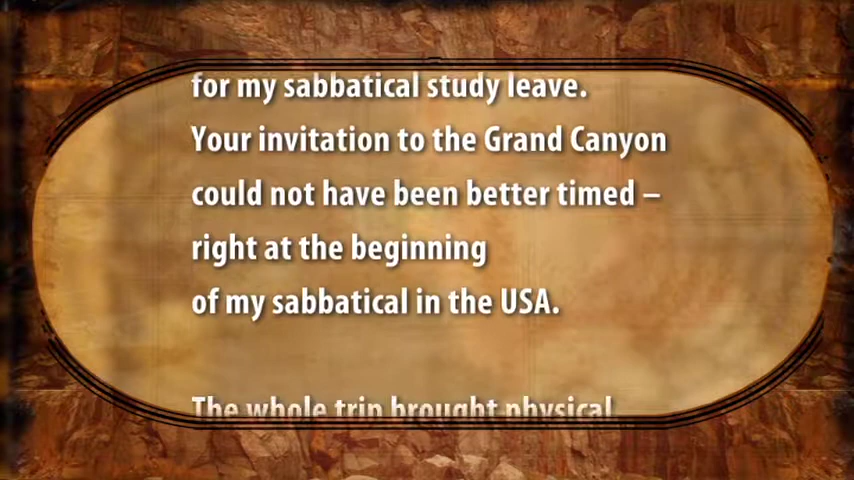 for my sabbatical study leave.
Your invitation to the Grand Canyon
could not have been better timed –
right at the beginning
of my sabbatical in the USA.
The whole trip brought physical